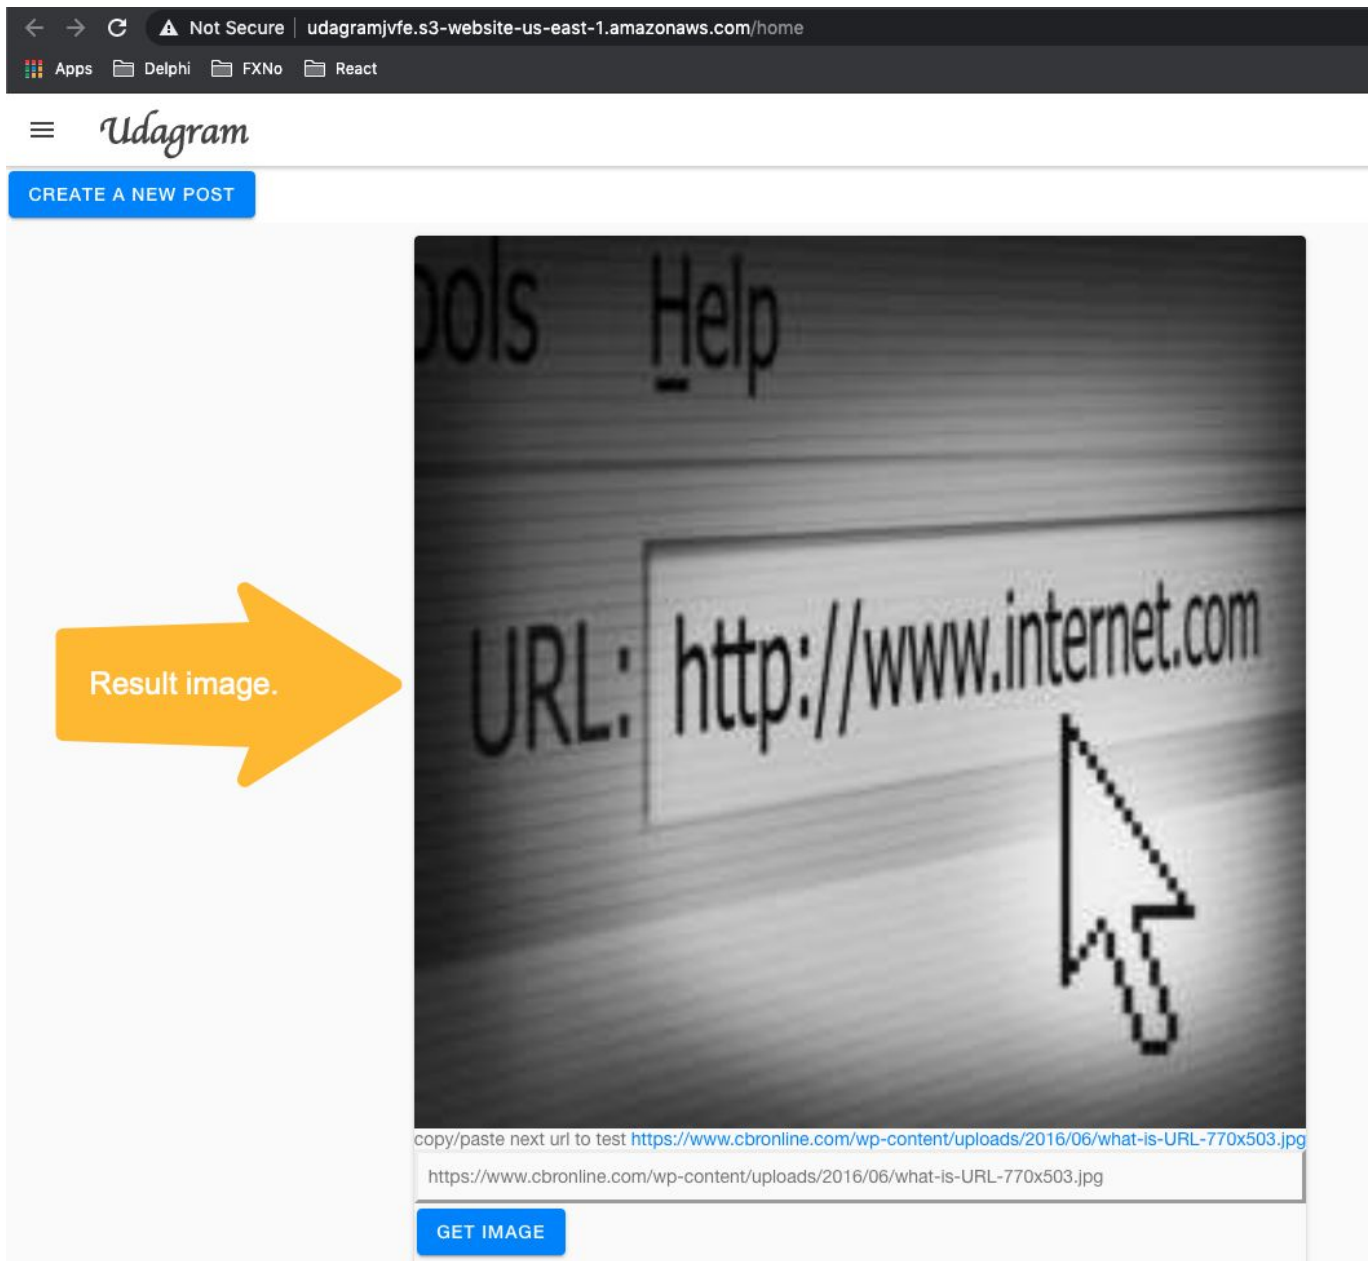 Not Secure | udagramjvfe.s3-website-us-east-1.amazonaws.com/home
Apps Delphi FXNo React
Udagram
CREATE A NEW POST
ools Help
URL: http://www.internet.com
Result image.
copy/paste next url to test https://www.cbronline.com/wp-content/uploads/2016/06/what-is-URL-770x503.jpg
https://www.cbronline.com/wp-content/uploads/2016/06/what-is-URL-770x503.jpg
GET IMAGE